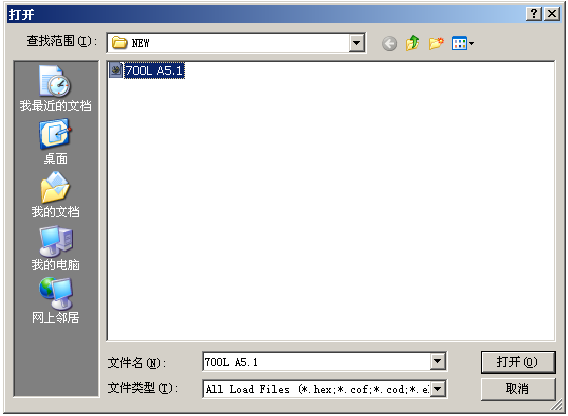 打开
查找范围(I):
NEW
700L A5.1
我最近的文档
桌面
我的文档
我的电脑
网上邻居
文件名(N):
700L A5.1
打开(O)
文件类型(T):
All Load Files (*.hex;*.cof;*.cod;*.e
取消